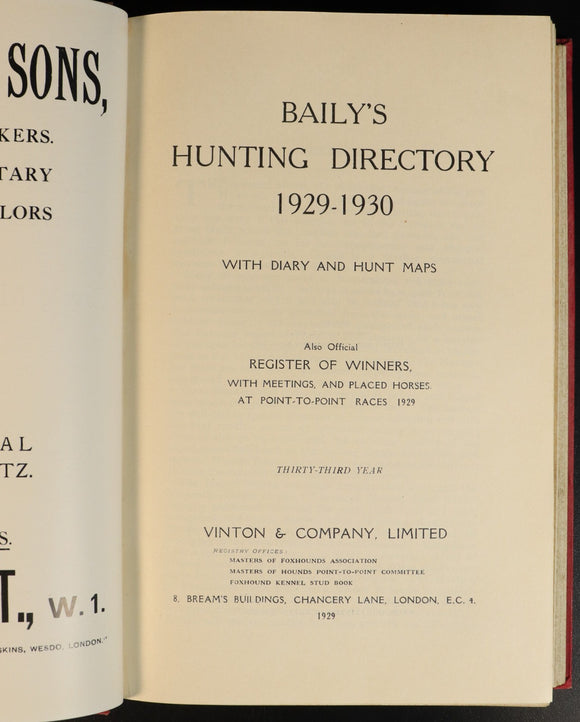 SONS,
KERS.
TARY
LORS
AL
TZ.
S.
T., W. 1.
SKINS, WESDO, LONDON."
BAILY'S
HUNTING DIRECTORY
1929-1930
WITH DIARY AND HUNT MAPS
Also Official
REGISTER OF WINNERS,
WITH MEETINGS, AND PLACED HORSES.
AT POINT-TO-POINT RACES 1929
THIRTY-THIRD YEAR
VINTON & COMPANY, LIMITED
REGISTRY OFFICES:
MASTERS OF FOXHOUNDS ASSOCIATION
MASTERS OF HOUNDS POINT-TO-POINT COMMITTEE
FOXHOUND KENNEL STUD BOOK
8, BREAM'S BUILDINGS, CHANCERY LANE, LONDON, E.C. 4.
1929